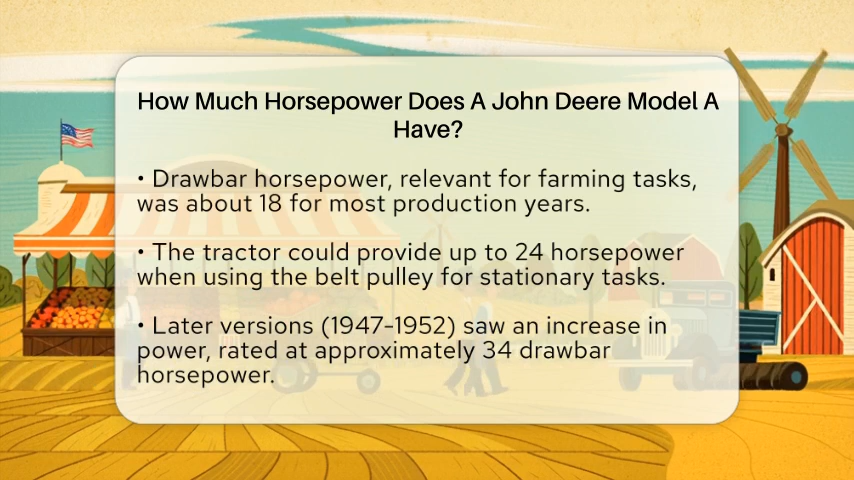 How Much Horsepower Does A John Deere Model A
Have?
• Drawbar horsepower, relevant for farming tasks,
was about 18 for most production years.
• The tractor could provide up to 24 horsepower
when using the belt pulley for stationary tasks.
• Later versions (1947-1952) saw an increase in
power, rated at approximately 34 drawbar
horsepower.